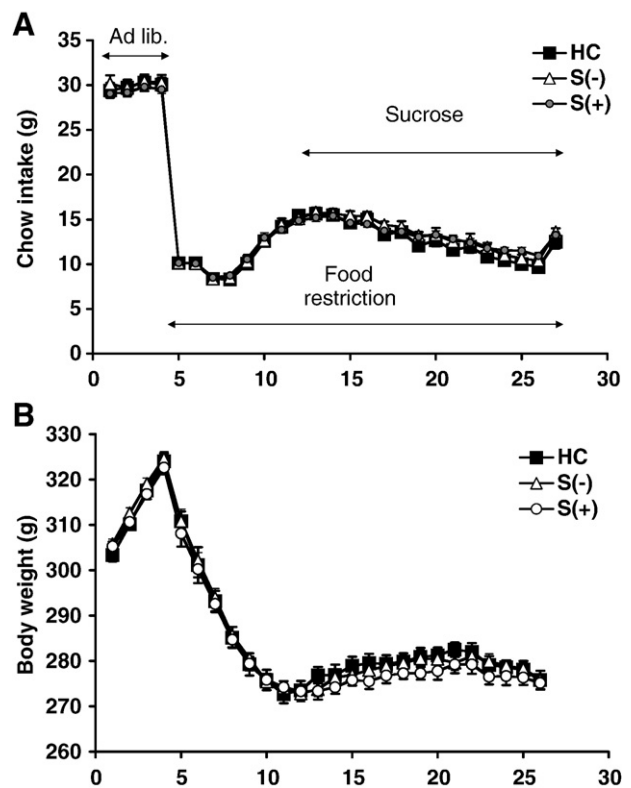 A
Ad lib.
HC
S(-)
S(+)
Sucrose
Food
restriction
Chow intake (g)
35
30
25
20
15
10
5
0
0 5 10 15 20 25 30
B
HC
S(-)
S(+)
Body weight (g)
330
320
310
300
290
280
270
260
0 5 10 15 20 25 30